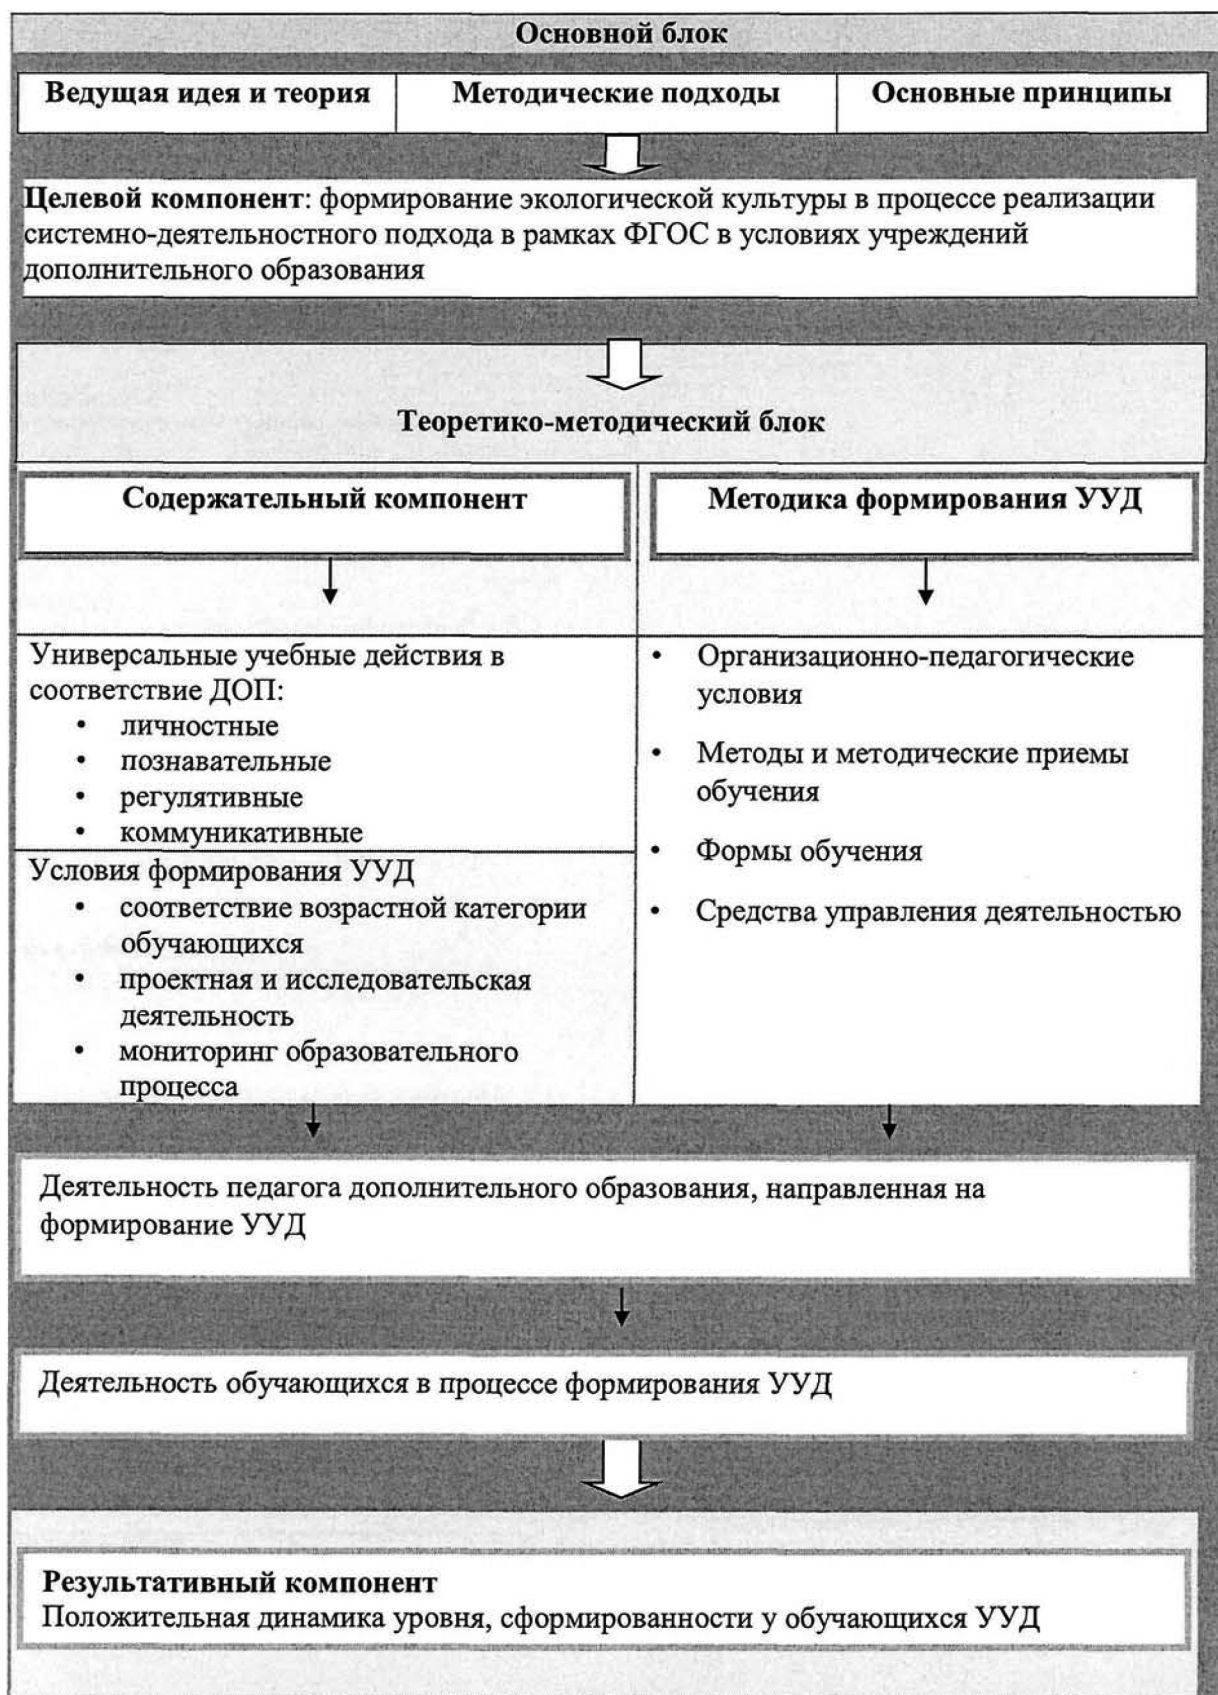 Основной блок
Ведущая идея и теория
Методические подходы
Основные принципы
Целевой компонент: формирование экологической культуры в процессе реализации
системно-деятельностного подхода в рамках ФГОС в условиях учреждений
дополнительного образования
Теоретико-методический блок
Содержательный компонент
Методика формирования УУД
Универсальные учебные действия в
соответствие ДОП:
• личностные
• познавательные
• регулятивные
• коммуникативные
Условия формирования УУД
• соответствие возрастной категории
обучающихся
• проектная и исследовательская
деятельность
• мониторинг образовательного
процесса
• Организационно-педагогические
условия
• Методы и методические приемы
обучения
• Формы обучения
• Средства управления деятельностью
Деятельность педагога дополнительного образования, направленная на
формирование УУД
Деятельность обучающихся в процессе формирования УУД
Результативный компонент
Положительная динамика уровня, сформированности у обучающихся УУД